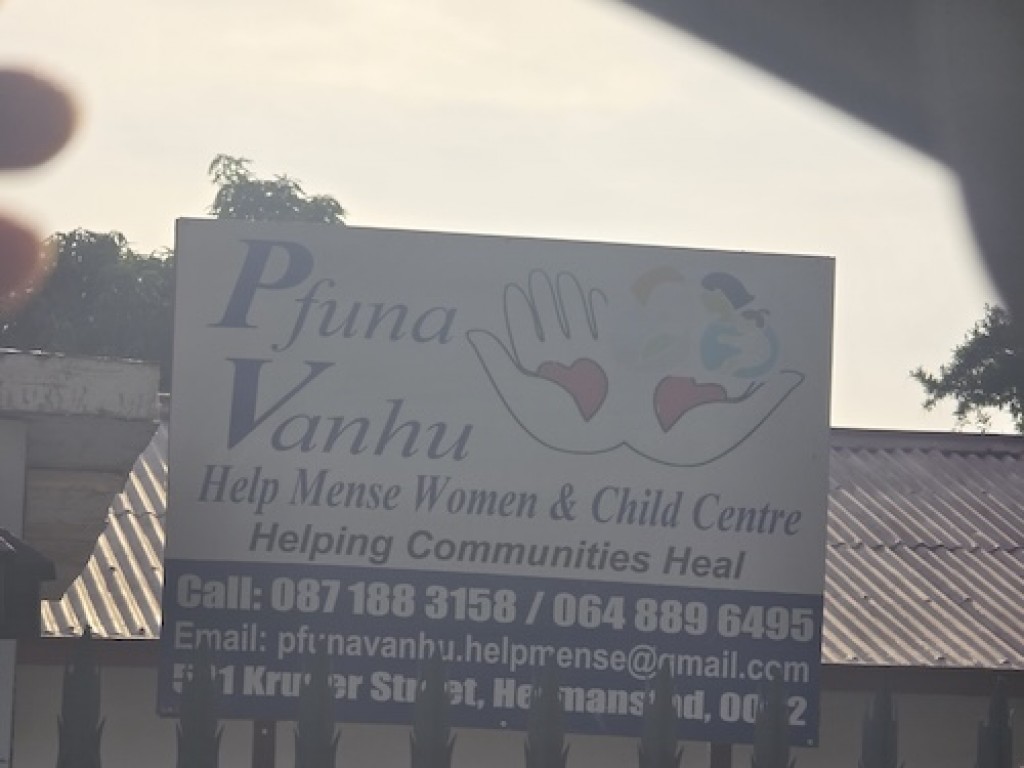 Pfuna
Vanhu
Help Mense Women & Child Centre
Helping Communities Heal
Call: 087 188 3158 / 064 889 6495
Email: pfunavanhu.helpmense@gmail.com
Street,